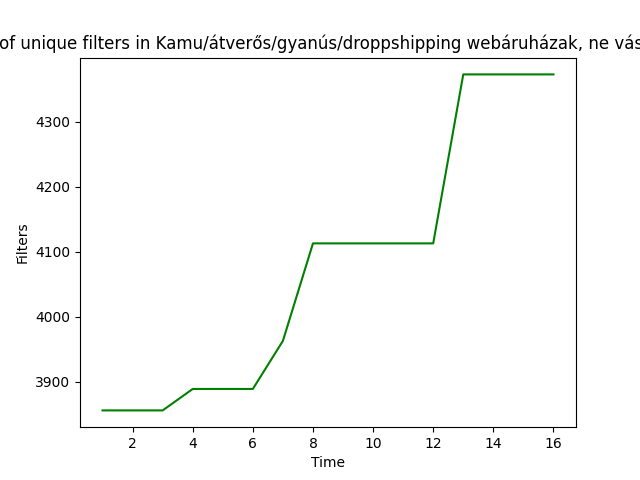 of unique filters in Kamu/átverős/gyanús/droppshipping webáruházak, ne vás
4300
4200
4100
4000
3900
Filters
2 4 6 8 10 12 14 16
Time